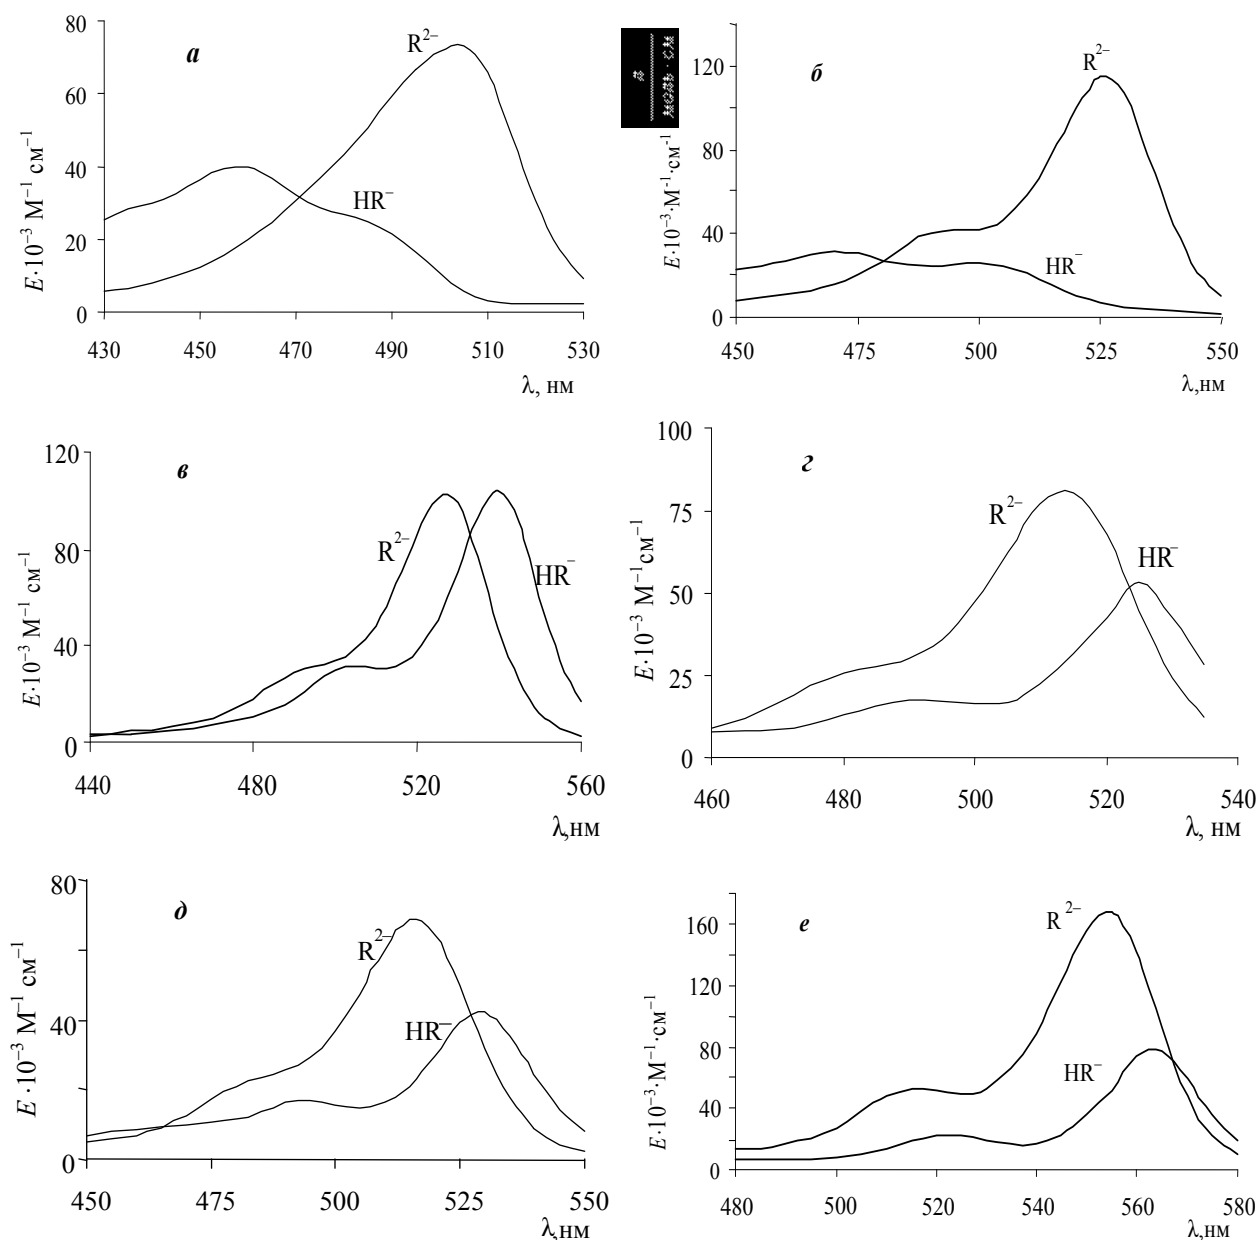 а
80
60
40
20
0
E·10⁻³ М⁻¹ см⁻¹
R²⁻
HR⁻
430 450 470 490 510 530
λ, нм
б
120
80
40
0
E·10⁻³·М⁻¹·см⁻¹
R²⁻
HR⁻
450 475 500 525 550
λ,нм
в
120
80
40
0
E·10⁻³ М⁻¹ см⁻¹
R²⁻
HR⁻
440 480 520 560
λ,нм
г
100
75
50
25
0
E·10⁻³ М⁻¹см⁻¹
R²⁻
HR⁻
460 480 500 520 540
λ, нм
д
80
40
0
E·10⁻³ М⁻¹ см⁻¹
R²⁻
HR⁻
450 475 500 525 550
λ,нм
е
160
120
80
40
0
E·10⁻³·М⁻¹·см⁻¹
R²⁻
HR⁻
480 500 520 540 560 580
λ,нм